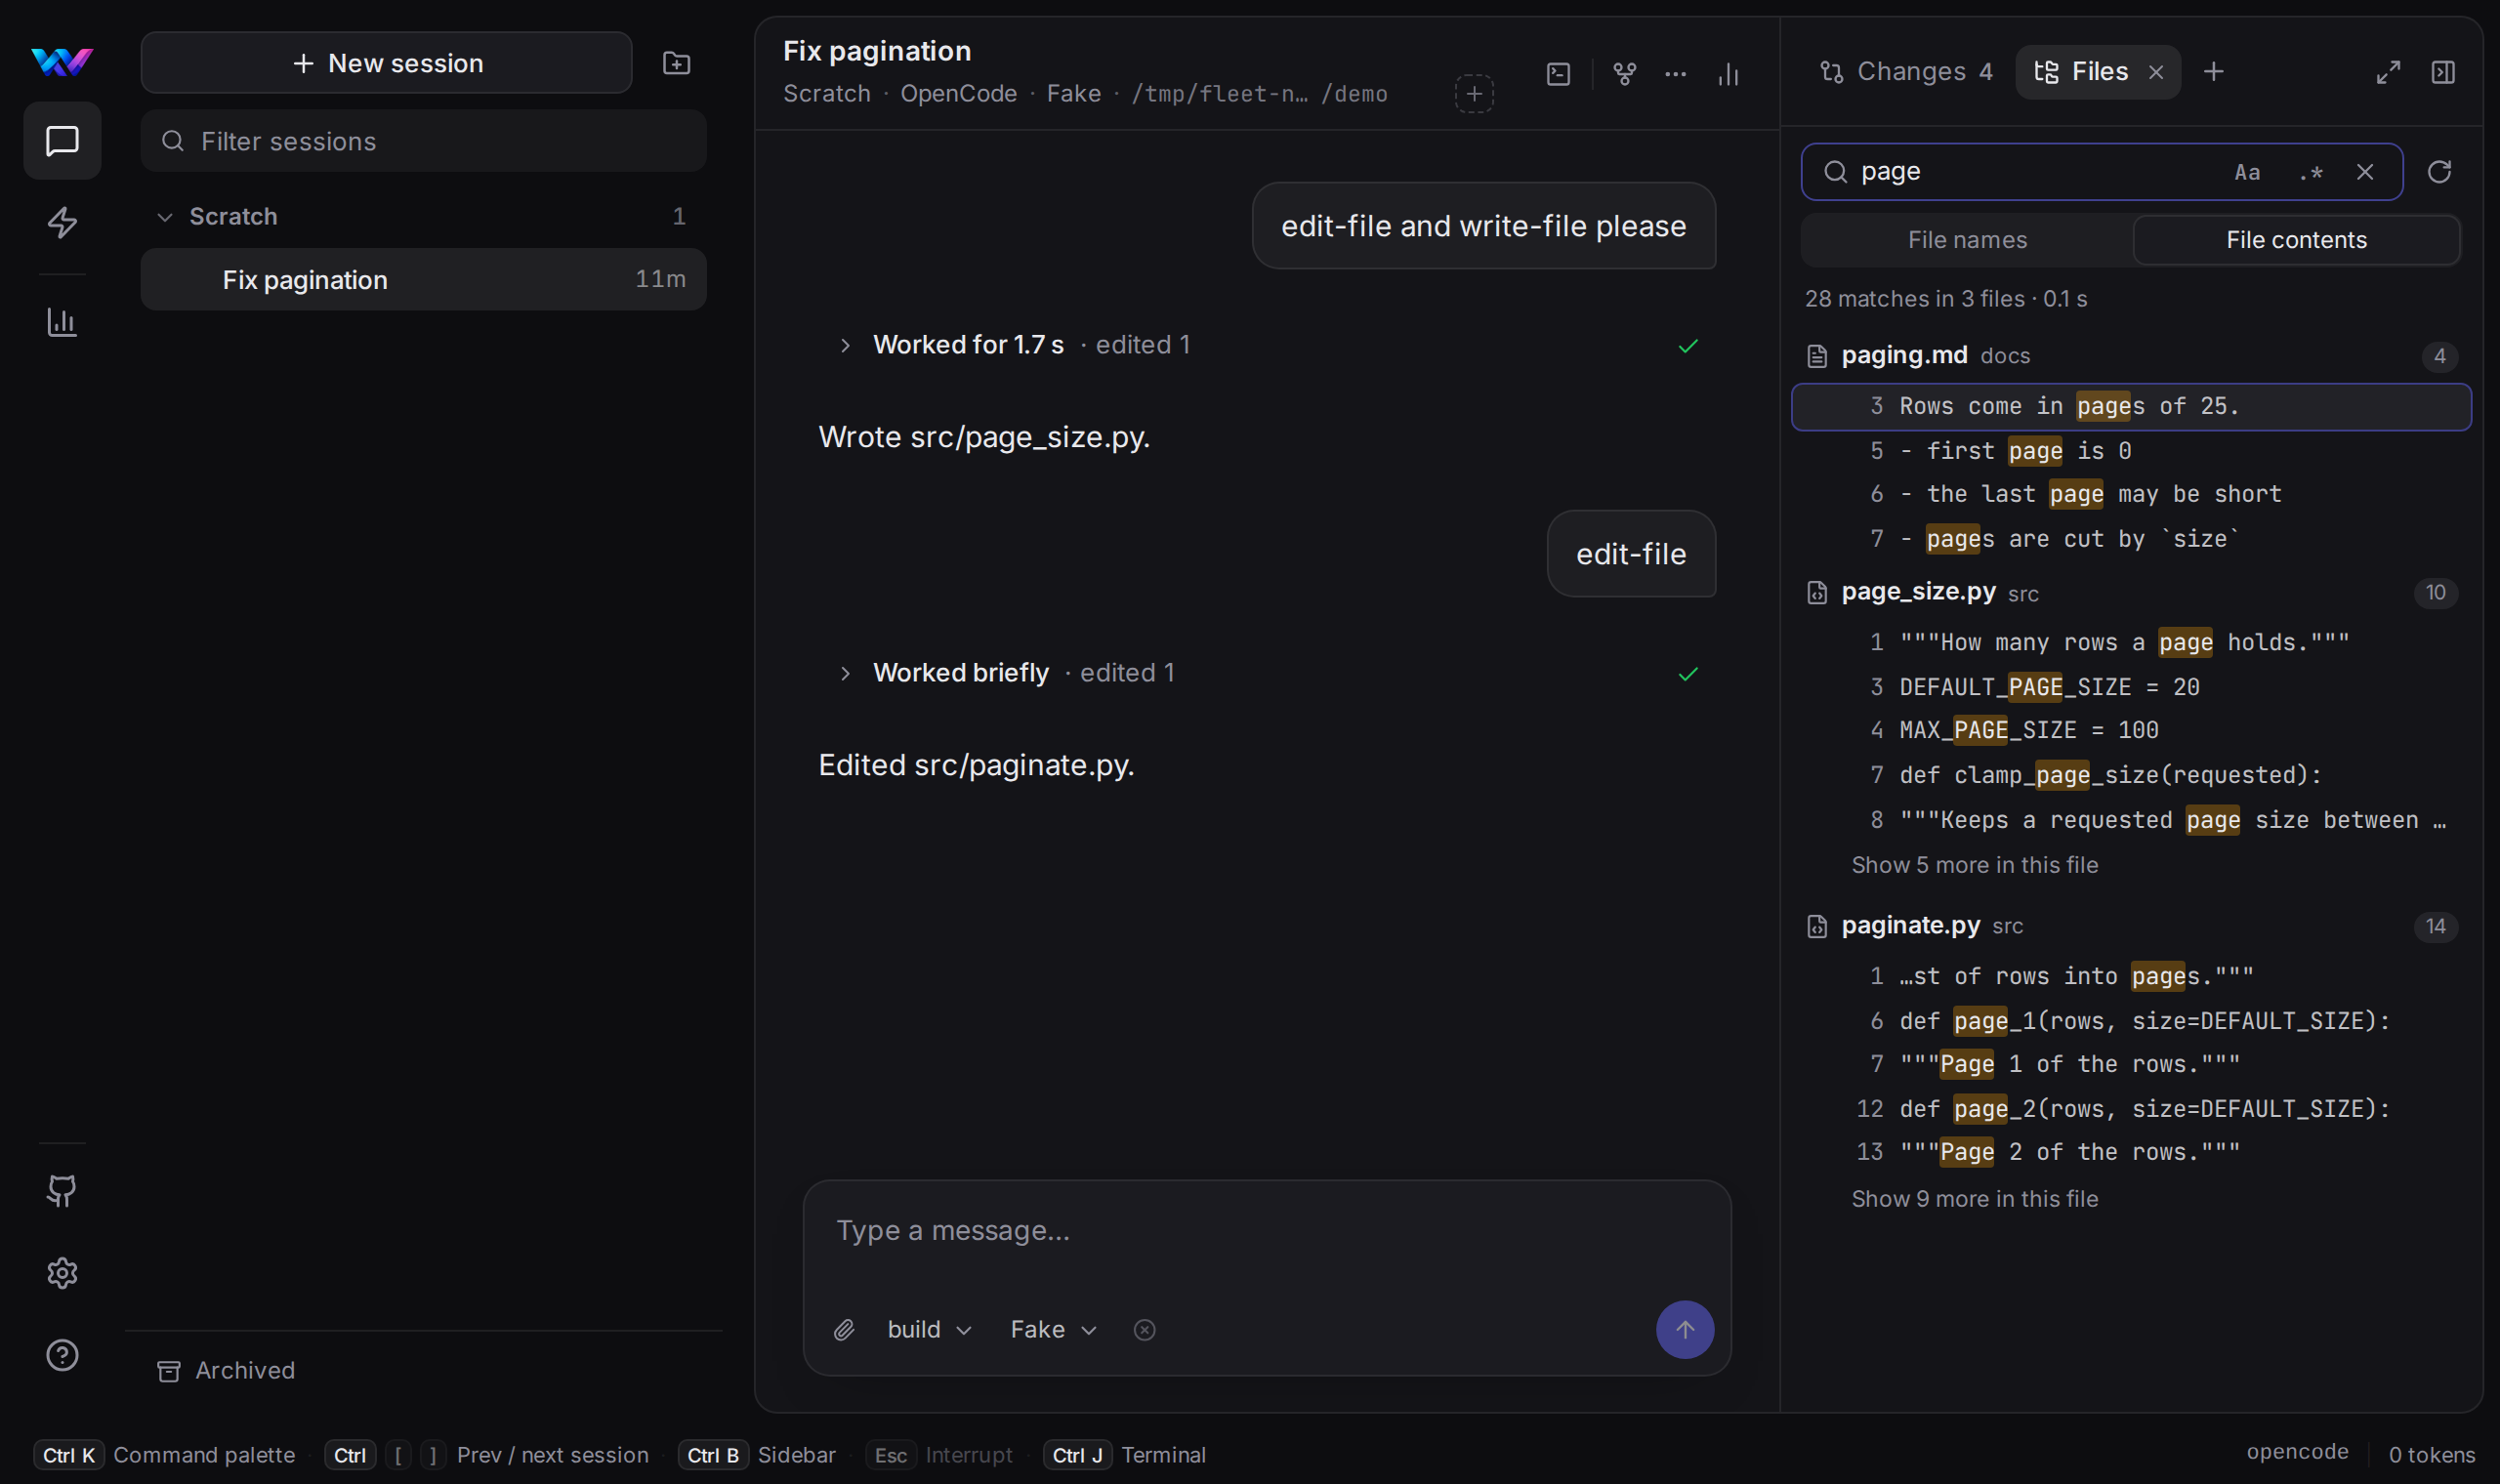 New session
Filter sessions
Scratch 1
Fix pagination 11m
Archived
Fix pagination
Scratch · OpenCode · Fake · /tmp/fleet-n… /demo
edit-file and write-file please
Worked for 1.7 s · edited 1
Wrote src/page_size.py.
edit-file
Worked briefly · edited 1
Edited src/paginate.py.
Type a message...
build Fake
Changes 4 Files
page Aa .*
File names File contents
28 matches in 3 files · 0.1 s
paging.md docs 4
3 Rows come in pages of 25.
5 - first page is 0
6 - the last page may be short
7 - pages are cut by `size`
page_size.py src 10
1 """How many rows a page holds."""
3 DEFAULT_PAGE_SIZE = 20
4 MAX_PAGE_SIZE = 100
7 def clamp_page_size(requested):
8 """Keeps a requested page size between …
Show 5 more in this file
paginate.py src 14
1 …st of rows into pages."""
6 def page_1(rows, size=DEFAULT_SIZE):
7 """Page 1 of the rows."""
12 def page_2(rows, size=DEFAULT_SIZE):
13 """Page 2 of the rows."""
Show 9 more in this file
Ctrl K Command palette · Ctrl [ ] Prev / next session · Ctrl B Sidebar · Esc Interrupt · Ctrl J Terminal
opencode 0 tokens